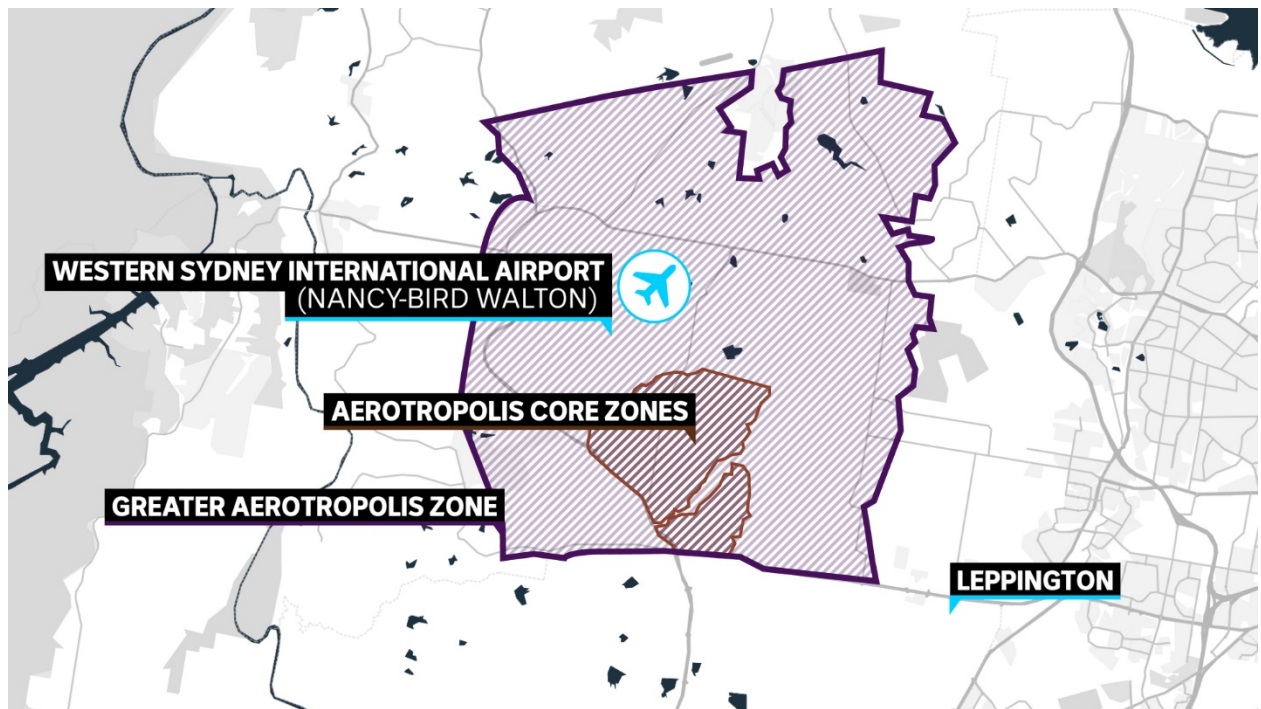 WESTERN SYDNEY INTERNATIONAL AIRPORT
(NANCY-BIRD WALTON)
AEROTROPOLIS CORE ZONES
GREATER AEROTROPOLIS ZONE
LEPPINGTON